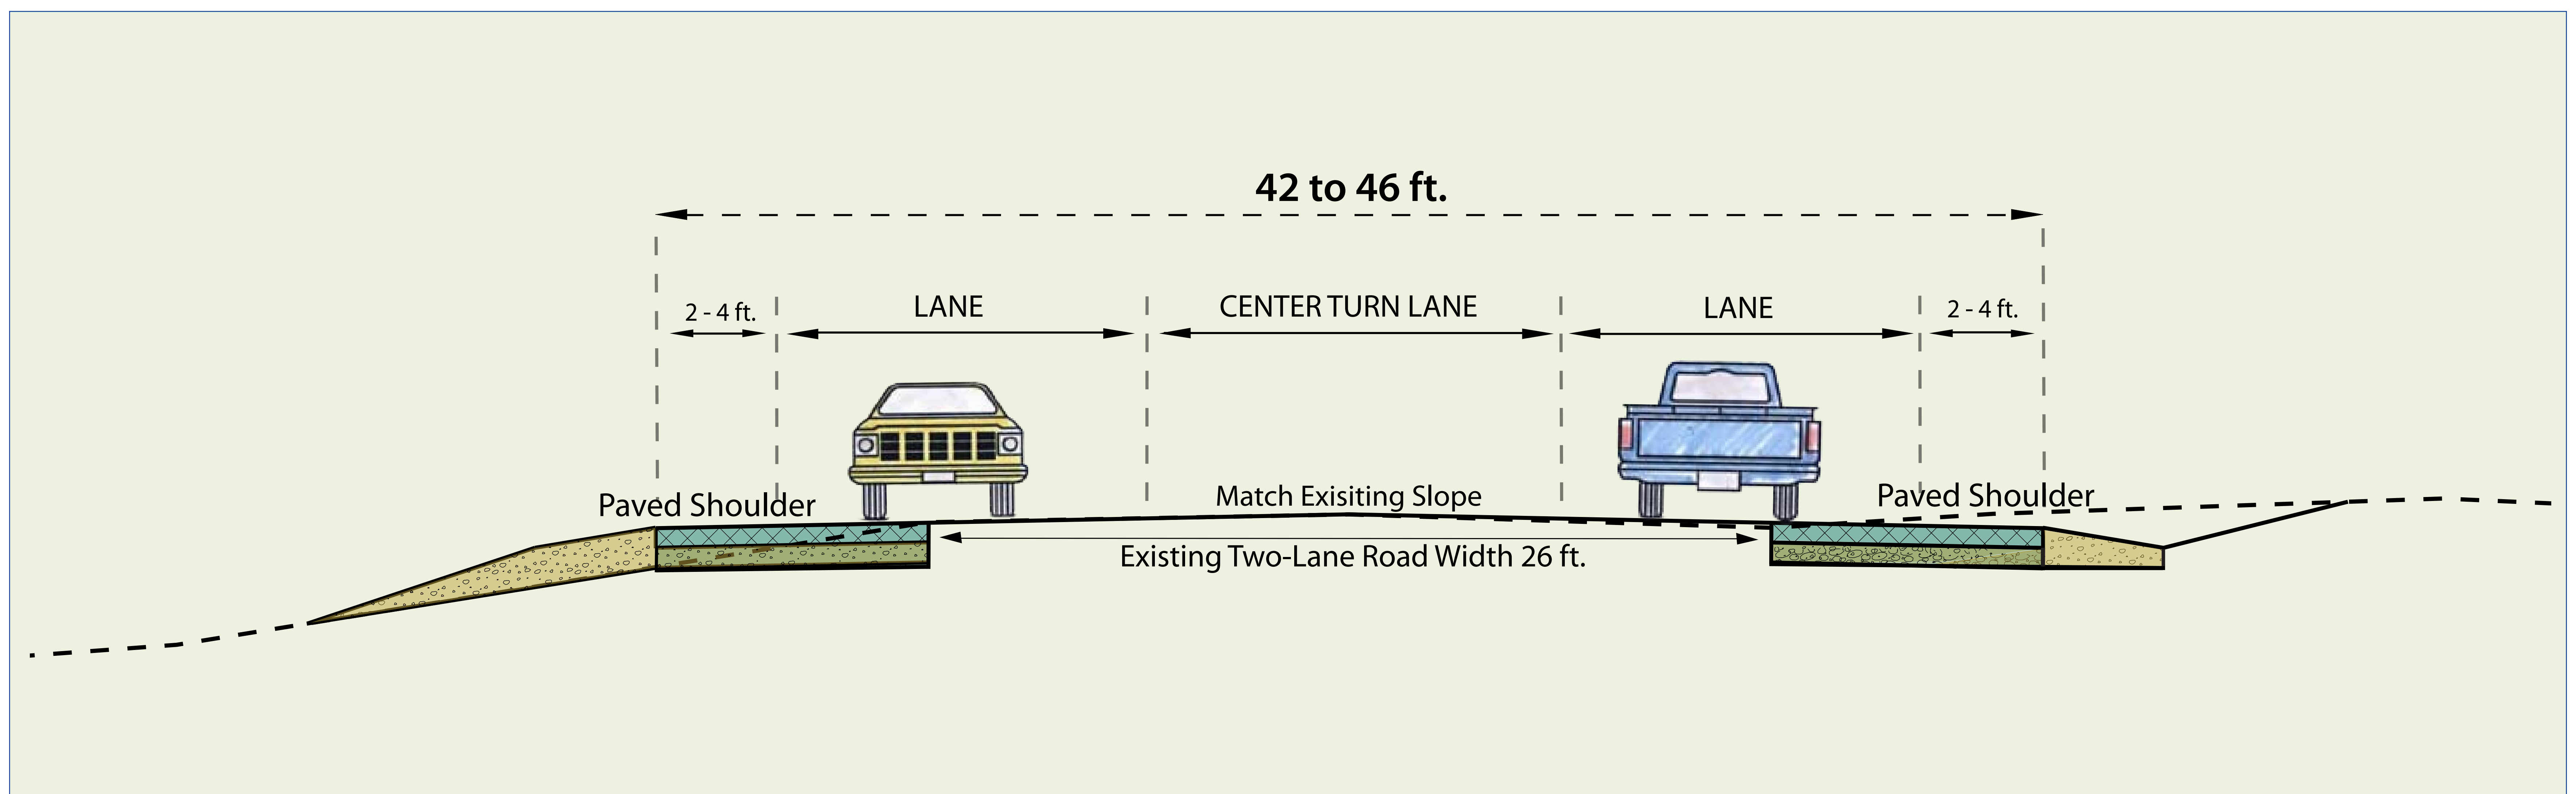 42 to 46 ft.
2 - 4 ft.
LANE
CENTER TURN LANE
LANE
2 - 4 ft.
Paved Shoulder
Match Exisiting Slope
Paved Shoulder
Existing Two-Lane Road Width 26 ft.